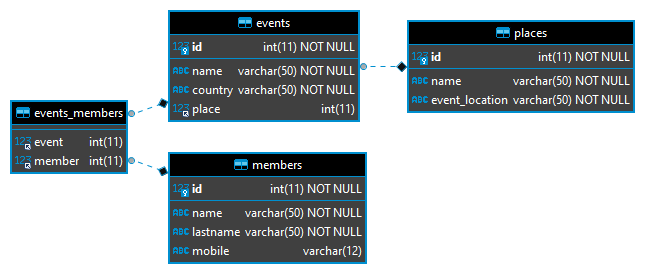 events
123 id int(11) NOT NULL
ABC name varchar(50) NOT NULL
ABC country varchar(50) NOT NULL
123 place int(11)
places
123 id int(11) NOT NULL
ABC name varchar(50) NOT NULL
ABC event_location varchar(50) NOT NULL
events_members
123 event int(11)
123 member int(11)
members
123 id int(11) NOT NULL
ABC name varchar(50) NOT NULL
ABC lastname varchar(50) NOT NULL
ABC mobile varchar(12)